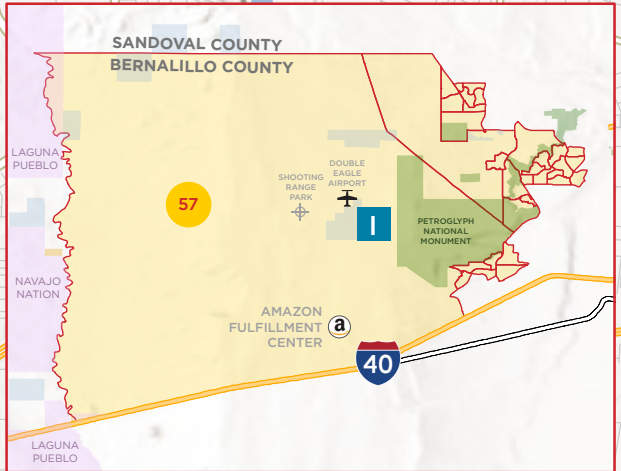 SANDOVAL COUNTY
BERNALILLO COUNTY
LAGUNA
PUEBLO
DOUBLE
EAGLE
AIRPORT
SHOOTING
RANGE
PARK
57
I
PETROGLYPH
NATIONAL
MONUMENT
NAVAJO
NATION
AMAZON
FULFILLMENT
CENTER
a
40
LAGUNA
PUEBLO